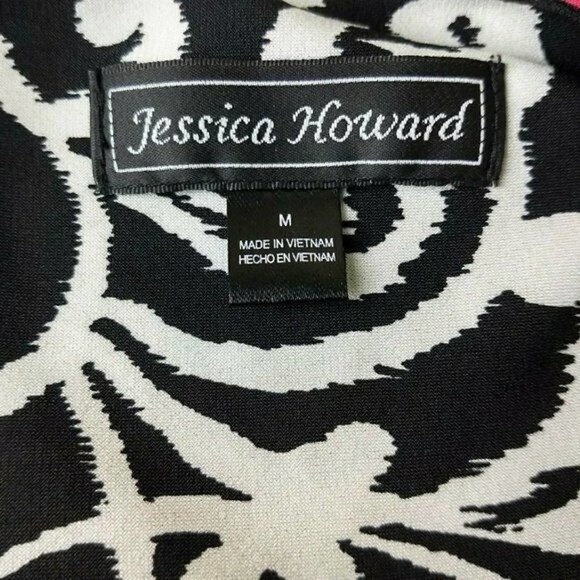 Jessica Howard
M
MADE IN VIETNAM
HECHO EN VIETNAM